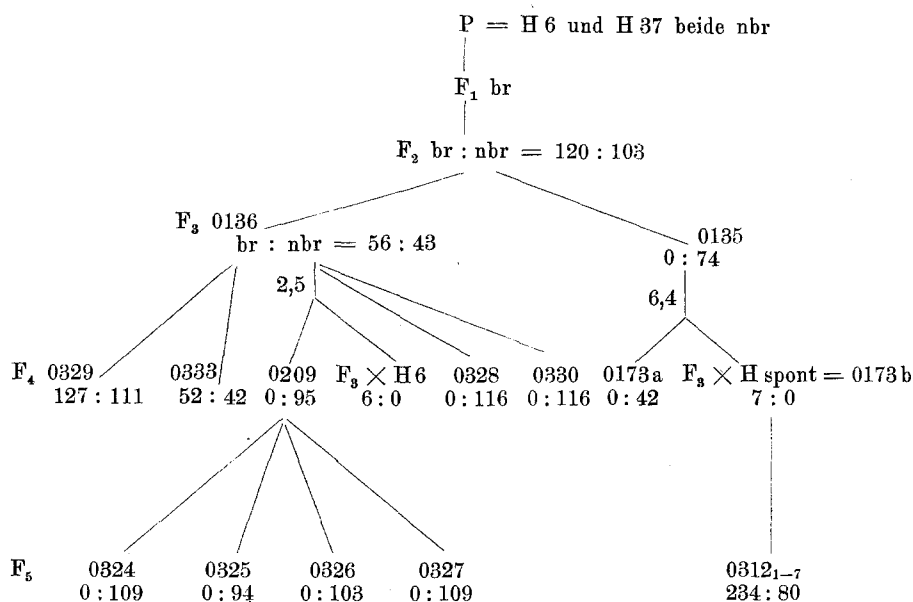 P = H 6 und H 37 beide nbr
F₁ br
F₂ br : nbr = 120 : 103
F₃ 0136
br : nbr = 56 : 43
0135
0 : 74
2,5
6,4
F₄ 0329 0333 0209 F₃ × H 6 0328 0330 0173 a F₃ × H spont = 0173 b
127 : 111 52 : 42 0 : 95 6 : 0 0 : 116 0 : 116 0 : 42 7 : 0
F₅ 0324 0325 0326 0327 0312₁₋₇
0 : 109 0 : 94 0 : 103 0 : 109 234 : 80